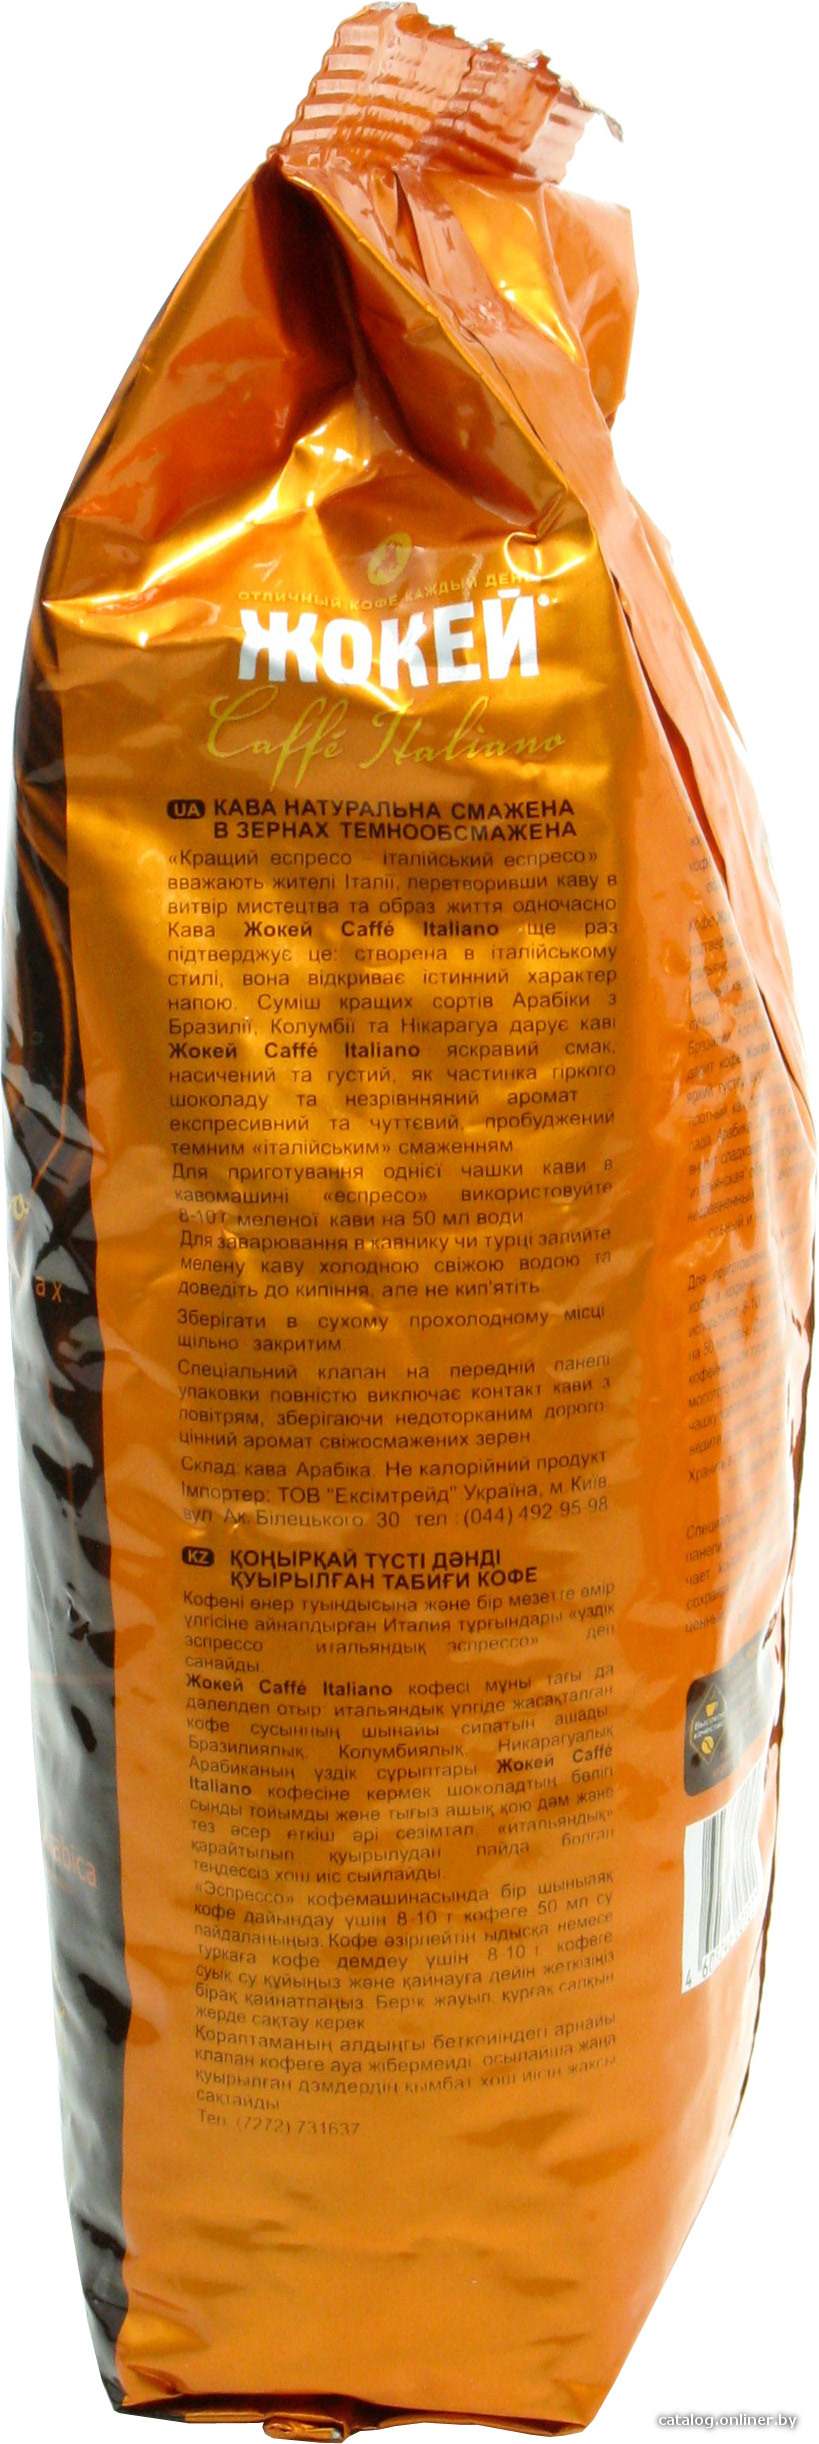 ОТЛИЧНЫЙ КОФЕ КАЖДЫЙ ДЕНЬ
ЖОКЕЙ
Caffé Italiano
UA КАВА НАТУРАЛЬНА СМАЖЕНА
В ЗЕРНАХ ТЕМНООБСМАЖЕНА
«Кращий еспресо - італійський еспресо»
вважають жителі Італії, перетворивши каву в
витвір мистецтва та образ життя одночасно
Кава Жокей Caffé Italiano ще раз
підтверджує це: створена в італійському
стилі, вона відкриває істинний характер
напою. Суміш кращих сортів Арабіки з
Бразилії, Колумбії та Нікарагуа дарує каві
Жокей Caffé Italiano яскравий смак,
насичений та густий, як частинка гіркого
шоколаду та незрівнняний аромат
експресивний та чуттєвий, пробуджений
темним «італійським» смаженням
Для приготування однієї чашки кави в
кавомашині «еспресо» використовуйте
8-10 г меленої кави на 50 мл води
Для заварювання в кавнику чи турці залийте
мелену каву холодною свіжою водою та
доведіть до кипіння, але не кип'ятіть
Зберігати в сухому прохолодному місці
щільно закритим
Спеціальний клапан на передній панелі
упаковки повністю виключає контакт кави з
повітрям, зберігаючи недоторканим дорого-
цінний аромат свіжосмажених зерен
Склад: кава Арабіка. Не калорійний продукт
Імпортер: ТОВ "Ексімтрейд" Україна, м Київ
вул Ак. Білецького 30 тел : (044) 492 95-98
KZ ҚОҢЫРҚАЙ ТҮСТІ ДӘНДІ
ҚУЫРЫЛҒАН ТАБИҒИ КОФЕ
Кофені өнер туындысына және бір мезетте өмір
үлгісіне айналдырған Италия тұрғындары «үздік
эспрессо итальяндық эспрессо» деп
санайды.
Жокей Caffé Italiano кофесі мұны тағы да
дәлелдеп отыр: итальяндық үлгіде жасақталған
кофе сусынның шынайы сипатын ашады
Бразилиялық, Колумбиялық, Никарагуалық
Арабиканың үздік сұрыптары Жокей Caffé
Italiano кофесіне кермек шоколадтың бөлігі
сынды тойымды және тығыз ашық қою дәм және
тез әсер еткіш әрі сезімтал, «итальяндық»
қарайтылып қуырылудан пайда болған
теңдессіз хош иіс сыйлайды.
«Эспрессо» кофемашинасында бір шыныаяқ
кофе дайындау үшін 8-10 г кофеге 50 мл су
пайдаланыңыз. Кофе әзірлейтін ыдысқа немесе
туркаға кофе демдеу үшін 8-10 г. кофеге
суық су құйыңыз және қайнауға дейін жеткізіңіз
бірақ қайнатпаңыз. Берік жауып, құрғақ салқын
жерде сақтау керек
Қораптаманың алдыңғы беткейіндегі арнайы
клапан кофеге ауа жібермейді, осылайша жаңа
қуырылған дәмдердің қымбат хош иісін жақсы
сақтайды
Тел. (7272) 731637
catalog.onliner.by